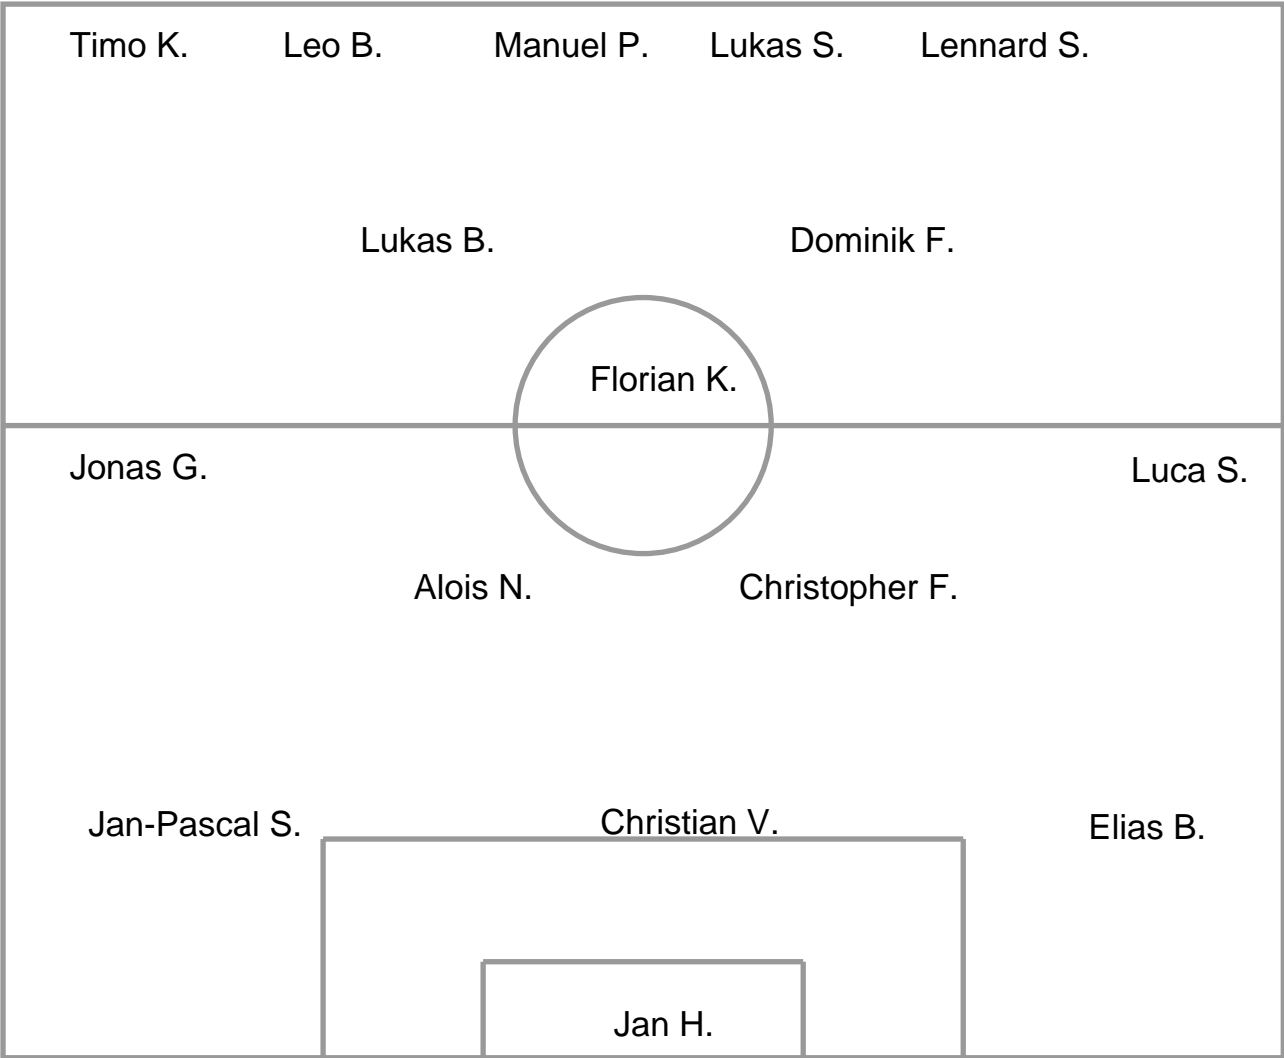 Timo K. Leo B. Manuel P. Lukas S. Lennard S.
Lukas B. Dominik F.
Florian K.
Jonas G. Luca S.
Alois N. Christopher F.
Jan-Pascal S. Christian V. Elias B.
Jan H.